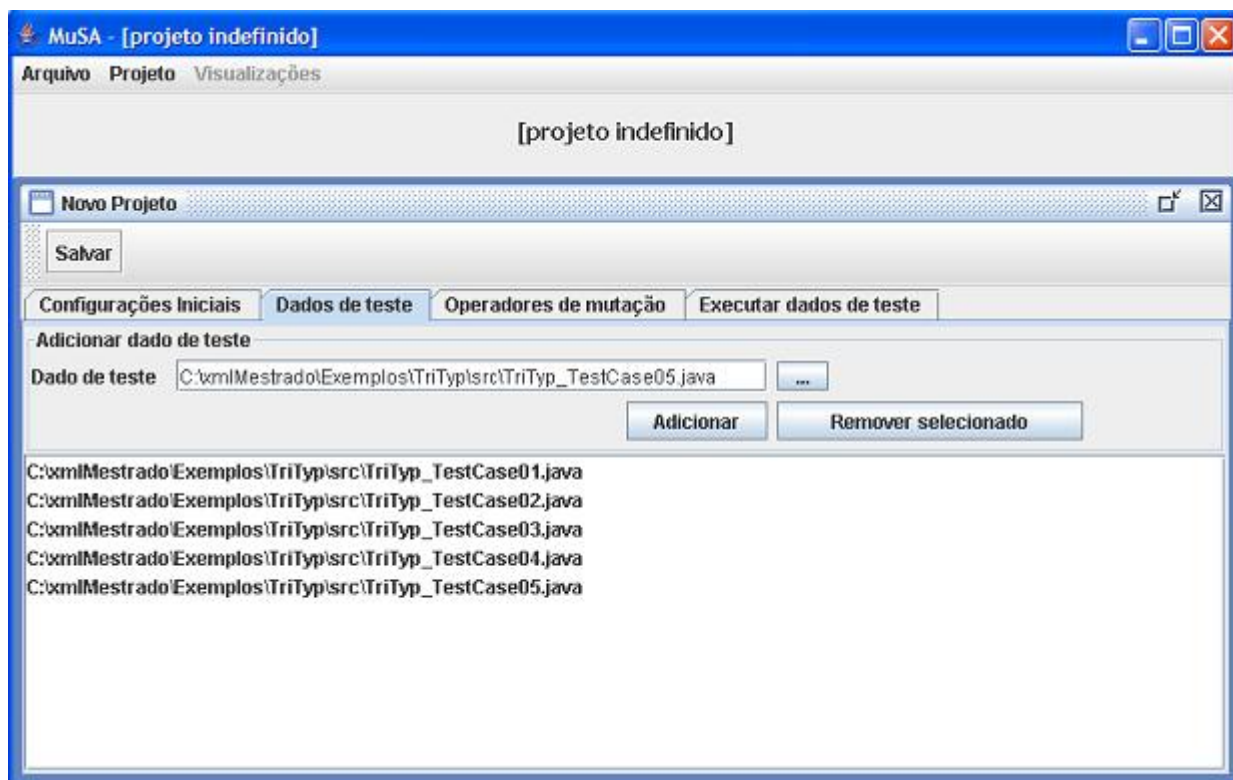 MuSA - [projeto indefinido]
Arquivo Projeto Visualizações
[projeto indefinido]
Novo Projeto
Salvar
Configurações Iniciais Dados de teste Operadores de mutação Executar dados de teste
Adicionar dado de teste
Dado de teste C:\xmlMestrado\Exemplos\TriTyp\src\TriTyp_TestCase05.java ...
Adicionar Remover selecionado
C:\xmlMestrado\Exemplos\TriTyp\src\TriTyp_TestCase01.java
C:\xmlMestrado\Exemplos\TriTyp\src\TriTyp_TestCase02.java
C:\xmlMestrado\Exemplos\TriTyp\src\TriTyp_TestCase03.java
C:\xmlMestrado\Exemplos\TriTyp\src\TriTyp_TestCase04.java
C:\xmlMestrado\Exemplos\TriTyp\src\TriTyp_TestCase05.java